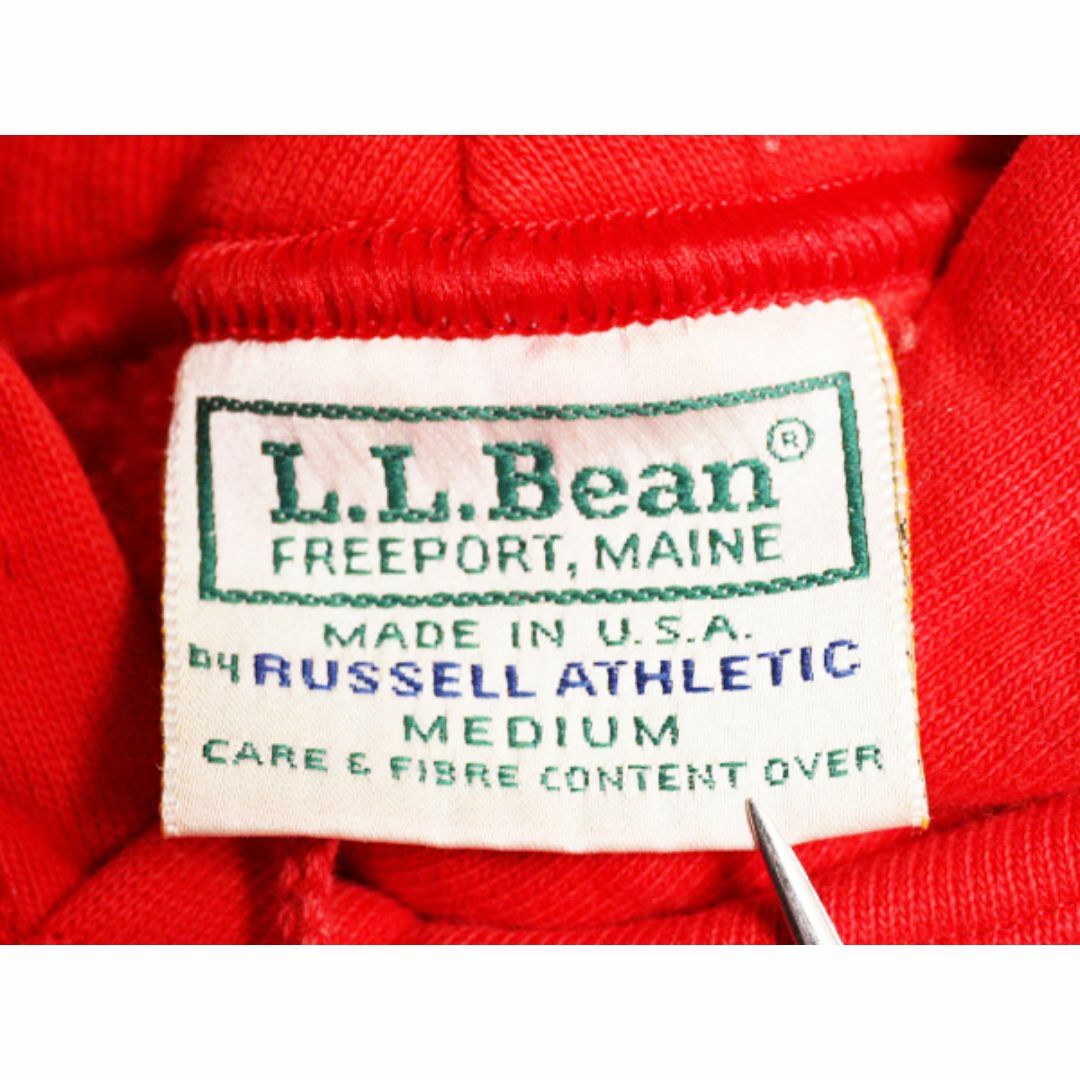 L.L.Bean®
FREEPORT, MAINE
MADE IN U.S.A.
by RUSSELL ATHLETIC
MEDIUM
CARE & FIBRE CONTENT OVER